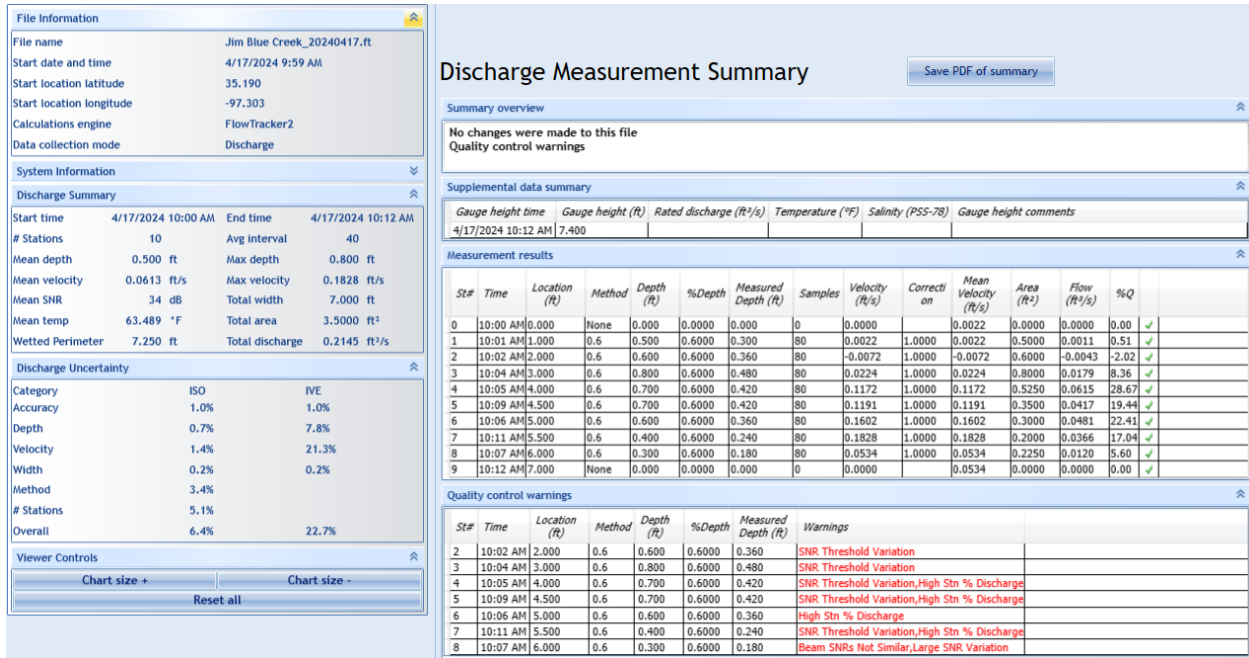 File Information
File name Jim Blue Creek_20240417.ft
Start date and time 4/17/2024 9:59 AM
Start location latitude 35.190
Start location longitude -97.303
Calculations engine FlowTracker2
Data collection mode Discharge
System Information
Discharge Summary
Start time 4/17/2024 10:00 AM End time 4/17/2024 10:12 AM
# Stations 10 Avg interval 40
Mean depth 0.500 ft Max depth 0.800 ft
Mean velocity 0.0613 ft/s Max velocity 0.1828 ft/s
Mean SNR 34 dB Total width 7.000 ft
Mean temp 63.489 °F Total area 3.5000 ft²
Wetted Perimeter 7.250 ft Total discharge 0.2145 ft³/s
Discharge Uncertainty
Category ISO IVE
Accuracy 1.0% 1.0%
Depth 0.7% 7.8%
Velocity 1.4% 21.3%
Width 0.2% 0.2%
Method 3.4%
# Stations 5.1%
Overall 6.4% 22.7%
Viewer Controls
Chart size + Chart size -
Reset all
Discharge Measurement Summary
Save PDF of summary
Summary overview
No changes were made to this file
Quality control warnings
Supplemental data summary
Gauge height time Gauge height (ft) Rated discharge (ft³/s) Temperature (°F) Salinity (PSS-78) Gauge height comments
4/17/2024 10:12 AM 7.400
Measurement results
St# Time Location (ft) Method Depth (ft) %Depth Measured Depth (ft) Samples Velocity (ft/s) Correcti on Mean Velocity (ft/s) Area (ft²) Flow (ft³/s) %Q
0 10:00 AM 0.000 None 0.000 0.0000 0.000 0 0.0000 0.0022 0.0000 0.0000 0.00
1 10:01 AM 1.000 0.6 0.500 0.6000 0.300 80 0.0022 1.0000 0.0022 0.5000 0.0011 0.51
2 10:02 AM 2.000 0.6 0.600 0.6000 0.360 80 -0.0072 1.0000 -0.0072 0.6000 -0.0043 -2.02
3 10:04 AM 3.000 0.6 0.800 0.6000 0.480 80 0.0224 1.0000 0.0224 0.8000 0.0179 8.36
4 10:05 AM 4.000 0.6 0.700 0.6000 0.420 80 0.1172 1.0000 0.1172 0.5250 0.0615 28.67
5 10:09 AM 4.500 0.6 0.700 0.6000 0.420 80 0.1191 1.0000 0.1191 0.3500 0.0417 19.44
6 10:06 AM 5.000 0.6 0.600 0.6000 0.360 80 0.1602 1.0000 0.1602 0.3000 0.0481 22.41
7 10:11 AM 5.500 0.6 0.400 0.6000 0.240 80 0.1828 1.0000 0.1828 0.2000 0.0366 17.04
8 10:07 AM 6.000 0.6 0.300 0.6000 0.180 80 0.0534 1.0000 0.0534 0.2250 0.0120 5.60
9 10:12 AM 7.000 None 0.000 0.0000 0.000 0 0.0000 0.0534 0.0000 0.0000 0.00
Quality control warnings
St# Time Location (ft) Method Depth (ft) %Depth Measured Depth (ft) Warnings
2 10:02 AM 2.000 0.6 0.600 0.6000 0.360 SNR Threshold Variation
3 10:04 AM 3.000 0.6 0.800 0.6000 0.480 SNR Threshold Variation
4 10:05 AM 4.000 0.6 0.700 0.6000 0.420 SNR Threshold Variation,High Stn % Discharge
5 10:09 AM 4.500 0.6 0.700 0.6000 0.420 SNR Threshold Variation,High Stn % Discharge
6 10:06 AM 5.000 0.6 0.600 0.6000 0.360 High Stn % Discharge
7 10:11 AM 5.500 0.6 0.400 0.6000 0.240 SNR Threshold Variation,High Stn % Discharge
8 10:07 AM 6.000 0.6 0.300 0.6000 0.180 Beam SNRs Not Similar,Large SNR Variation